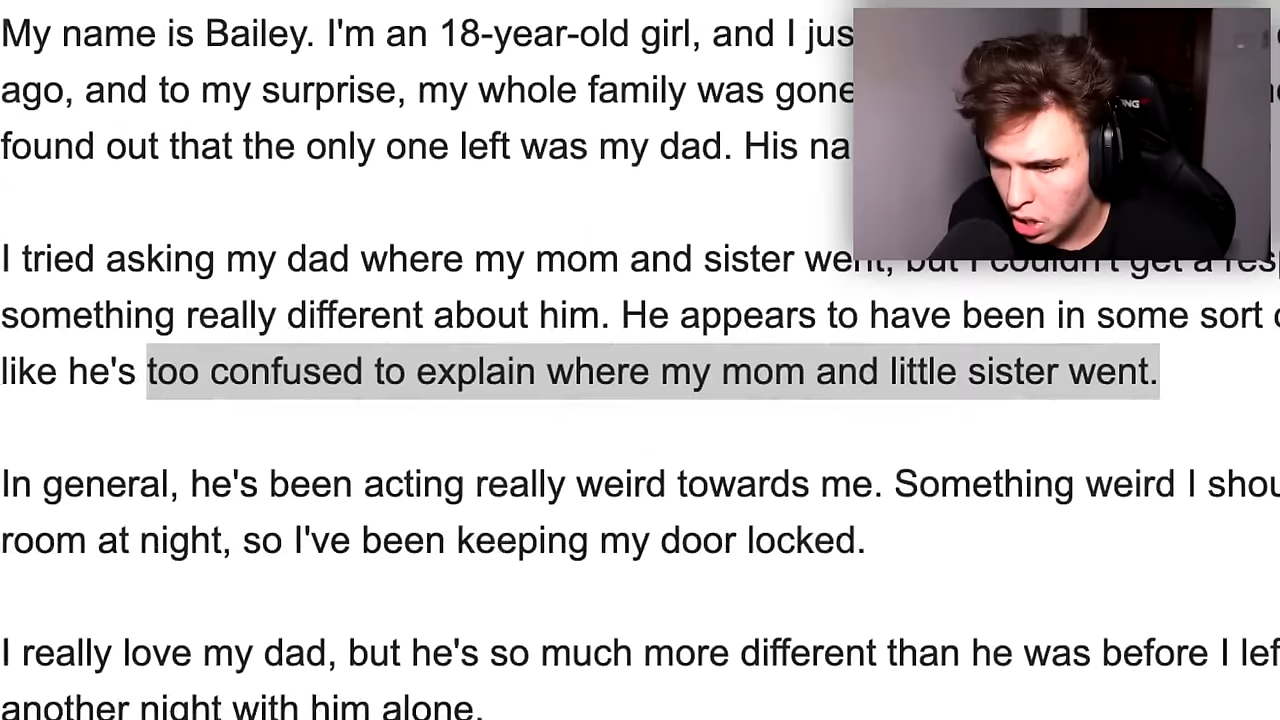 My name is Bailey. I'm an 18-year-old girl, and I jus
ago, and to my surprise, my whole family was gone
found out that the only one left was my dad. His na
I tried asking my dad where my mom and sister went, but I couldn't get a res
something really different about him. He appears to have been in some sort
like he's too confused to explain where my mom and little sister went.
In general, he's been acting really weird towards me. Something weird I shou
room at night, so I've been keeping my door locked.
I really love my dad, but he's so much more different than he was before I lef
another night with him alone.